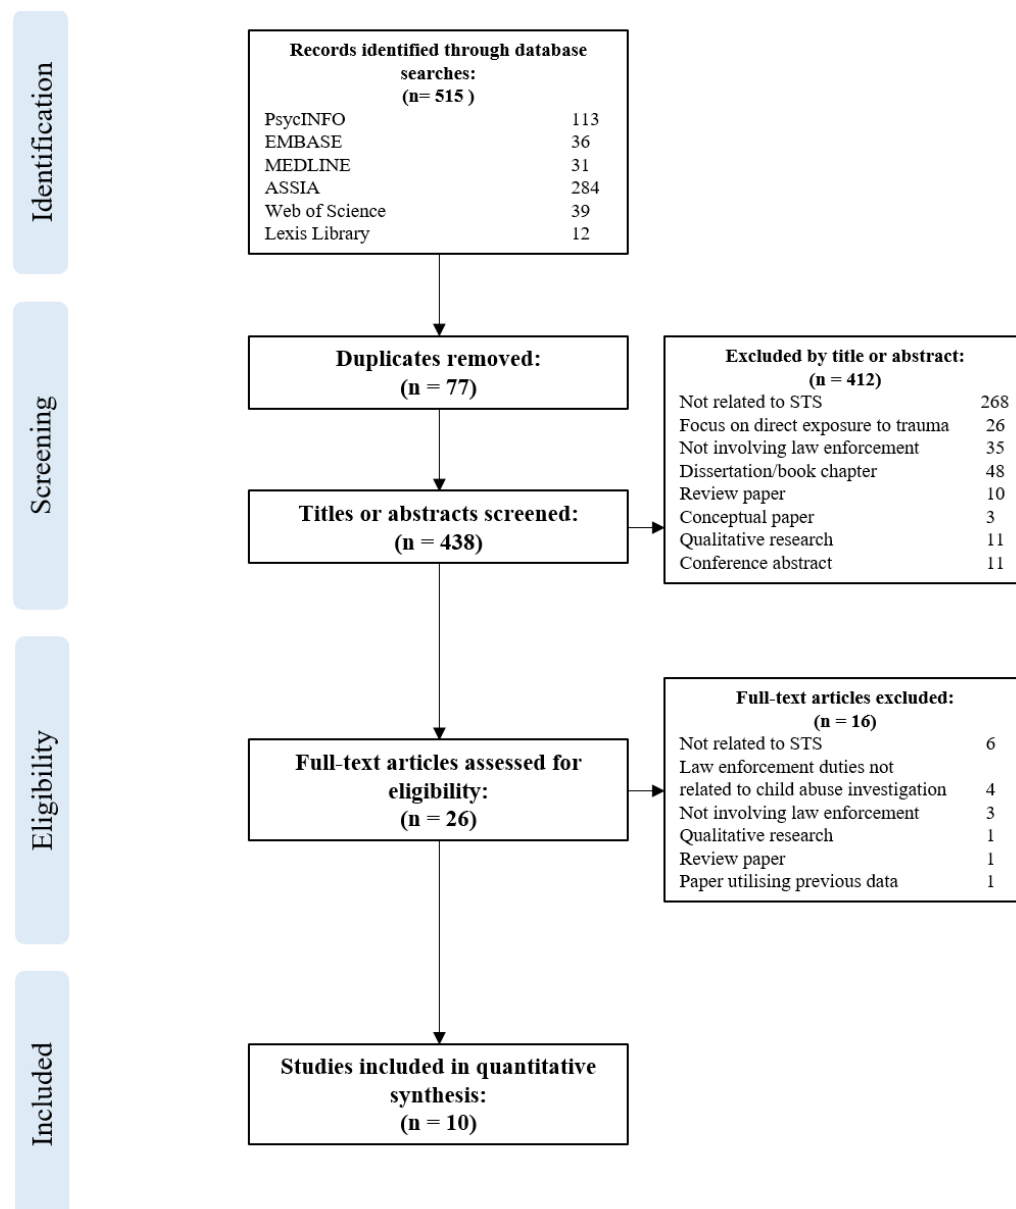 Identification
Records identified through database
searches:
(n= 515 )
PsycINFO 113
EMBASE 36
MEDLINE 31
ASSIA 284
Web of Science 39
Lexis Library 12
Screening
Duplicates removed:
(n = 77)
Titles or abstracts screened:
(n = 438)
Excluded by title or abstract:
(n = 412)
Not related to STS 268
Focus on direct exposure to trauma 26
Not involving law enforcement 35
Dissertation/book chapter 48
Review paper 10
Conceptual paper 3
Qualitative research 11
Conference abstract 11
Eligibility
Full-text articles assessed for
eligibility:
(n = 26)
Full-text articles excluded:
(n = 16)
Not related to STS 6
Law enforcement duties not
related to child abuse investigation 4
Not involving law enforcement 3
Qualitative research 1
Review paper 1
Paper utilising previous data 1
Included
Studies included in quantitative
synthesis:
(n = 10)